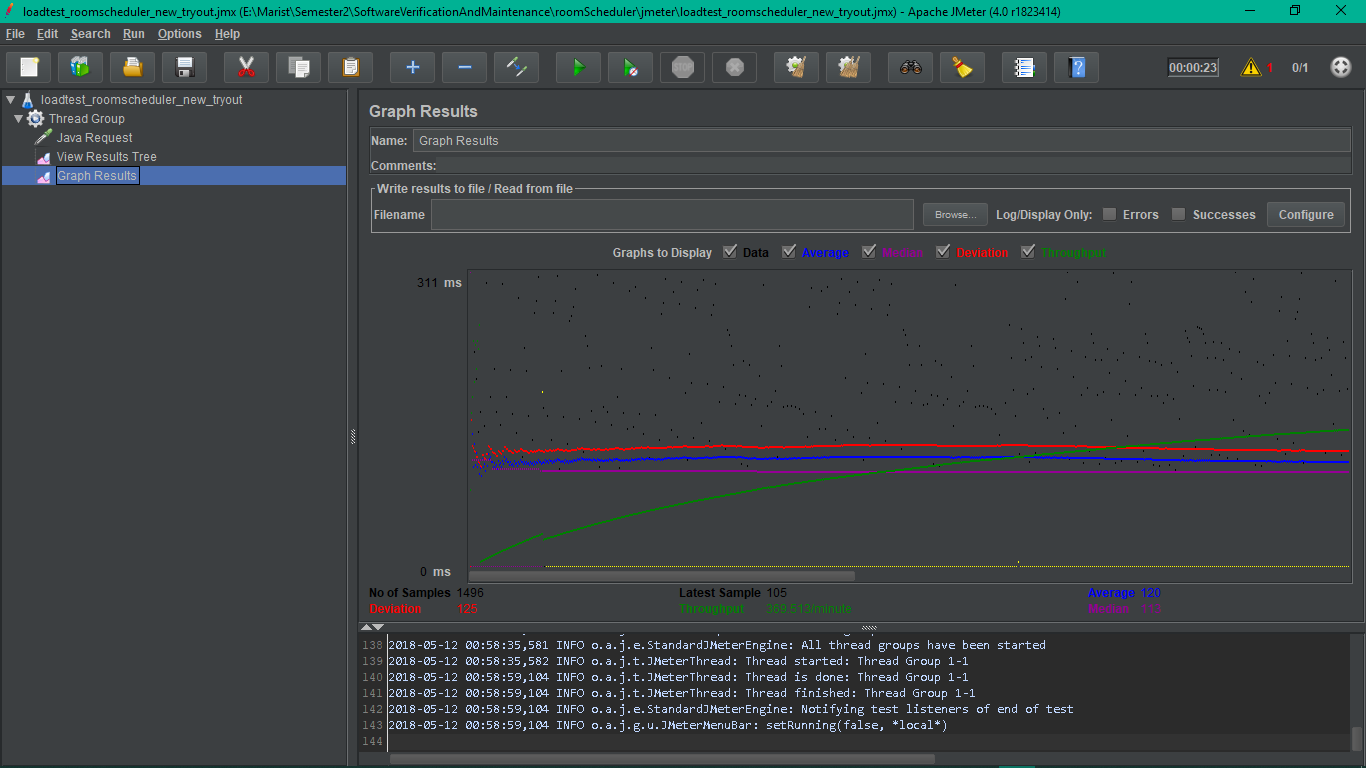 loadtest_roomscheduler_new_tryout.jmx (E:\Marist\Semester2\SoftwareVerificationAndMaintenance\roomScheduler\jmeter\loadtest_roomscheduler_new_tryout.jmx) - Apache JMeter (4.0 r1823414)
File Edit Search Run Options Help
STOP 00:00:23 1 0/1
loadtest_roomscheduler_new_tryout
Thread Group
Java Request
View Results Tree
Graph Results
Graph Results
Name: Graph Results
Comments:
Write results to file / Read from file
Filename Browse... Log/Display Only: Errors Successes Configure
Graphs to Display Data Average Median Deviation Throughput
311 ms
0 ms
No of Samples 1496 Latest Sample 105 Average 120
Deviation 125 Throughput 369.513/minute Median
138 2018-05-12 00:58:35,581 INFO o.a.j.e.StandardJMeterEngine: All thread groups have been started
139 2018-05-12 00:58:35,582 INFO o.a.j.t.JMeterThread: Thread started: Thread Group 1-1
140 2018-05-12 00:58:59,104 INFO o.a.j.t.JMeterThread: Thread is done: Thread Group 1-1
141 2018-05-12 00:58:59,104 INFO o.a.j.t.JMeterThread: Thread finished: Thread Group 1-1
142 2018-05-12 00:58:59,104 INFO o.a.j.e.StandardJMeterEngine: Notifying test listeners of end of test
143 2018-05-12 00:58:59,104 INFO o.a.j.g.u.JMeterMenuBar: setRunning(false, *local*)
144